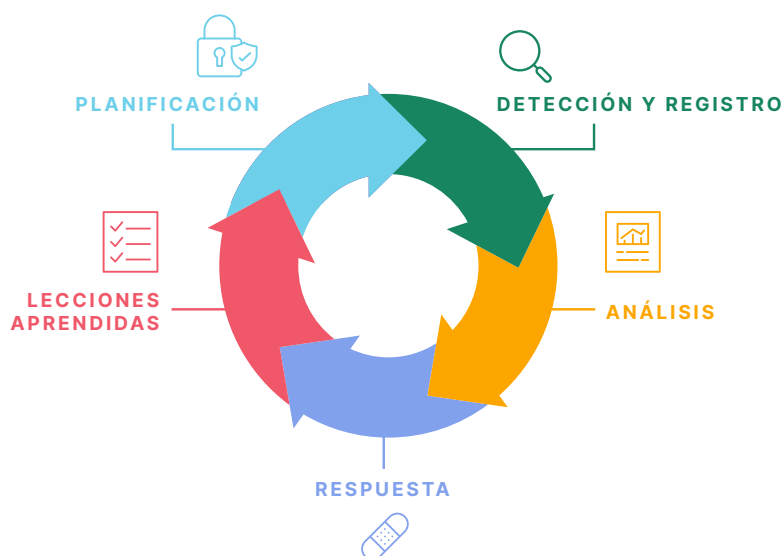 PLANIFICACIÓN
DETECCIÓN Y REGISTRO
ANÁLISIS
RESPUESTA
LECCIONES
APRENDIDAS